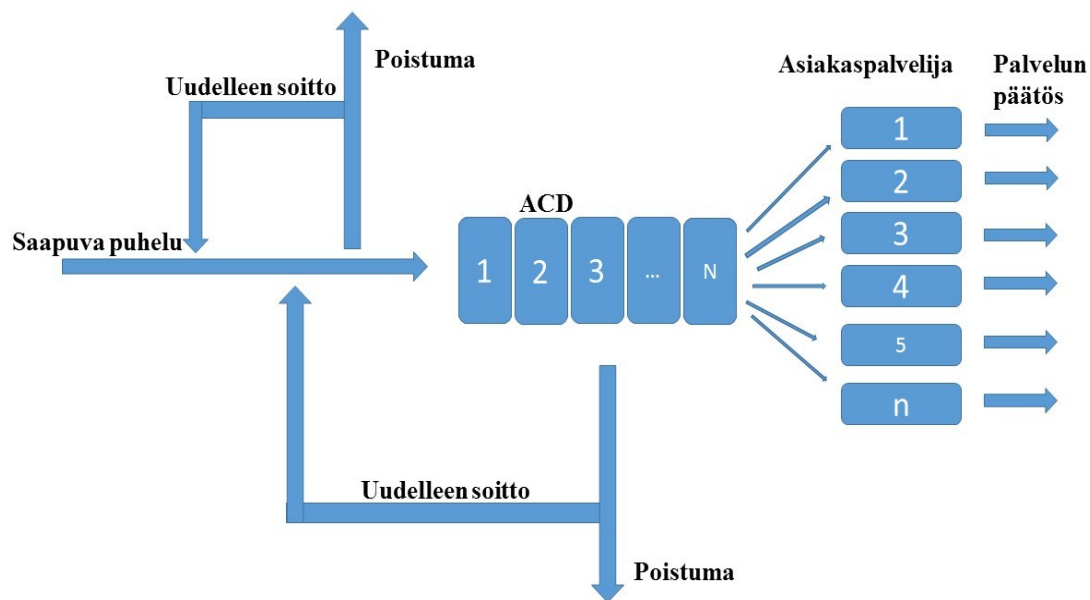 Poistuma
Uudelleen soitto
Saapuva puhelu
ACD
1 2 3 ... N
Asiakaspalvelija
1
2
3
4
5
n
Palvelun
päätös
Uudelleen soitto
Poistuma